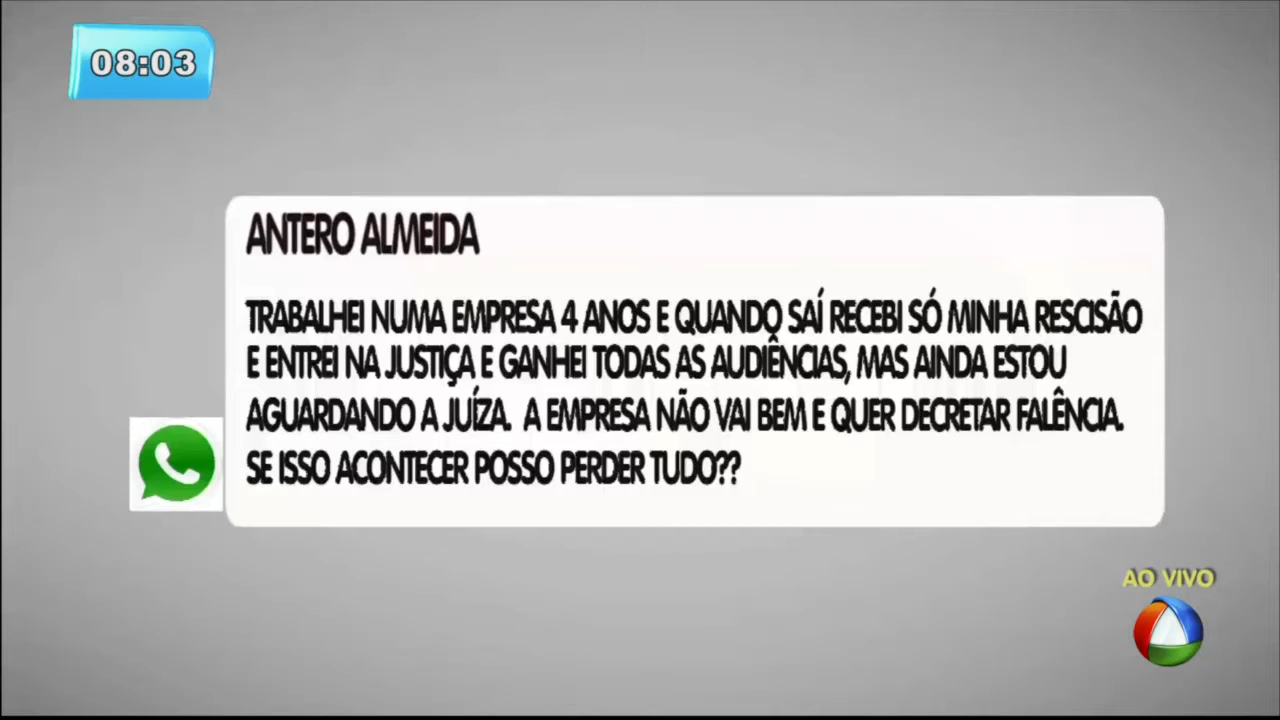 08:03
ANTERO ALMEIDA
TRABALHEI NUMA EMPRESA 4 ANOS E QUANDO SAÍ RECEBI SÓ MINHA RESCISÃO
E ENTREI NA JUSTIÇA E GANHEI TODAS AS AUDIÊNCIAS, MAS AINDA ESTOU
AGUARDANDO A JUÍZA. A EMPRESA NÃO VAI BEM E QUER DECRETAR FALÊNCIA.
SE ISSO ACONTECER POSSO PERDER TUDO??
AO VIVO